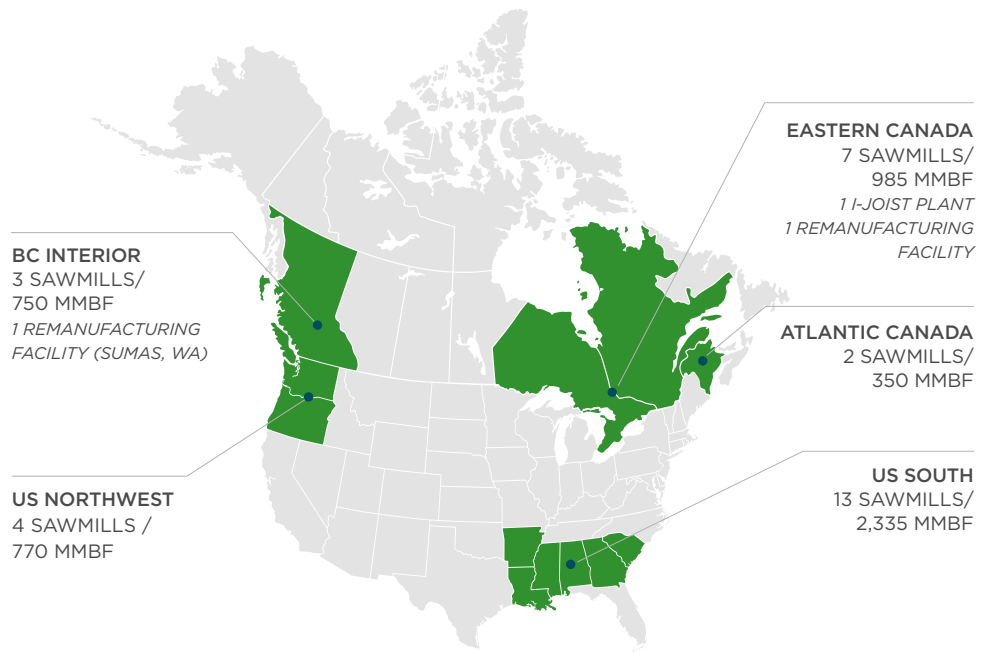 EASTERN CANADA
7 SAWMILLS/
985 MMBF
1 I-JOIST PLANT
1 REMANUFACTURING
FACILITY
BC INTERIOR
3 SAWMILLS/
750 MMBF
1 REMANUFACTURING
FACILITY (SUMAS, WA)
ATLANTIC CANADA
2 SAWMILLS/
350 MMBF
US NORTHWEST
4 SAWMILLS /
770 MMBF
US SOUTH
13 SAWMILLS/
2,335 MMBF